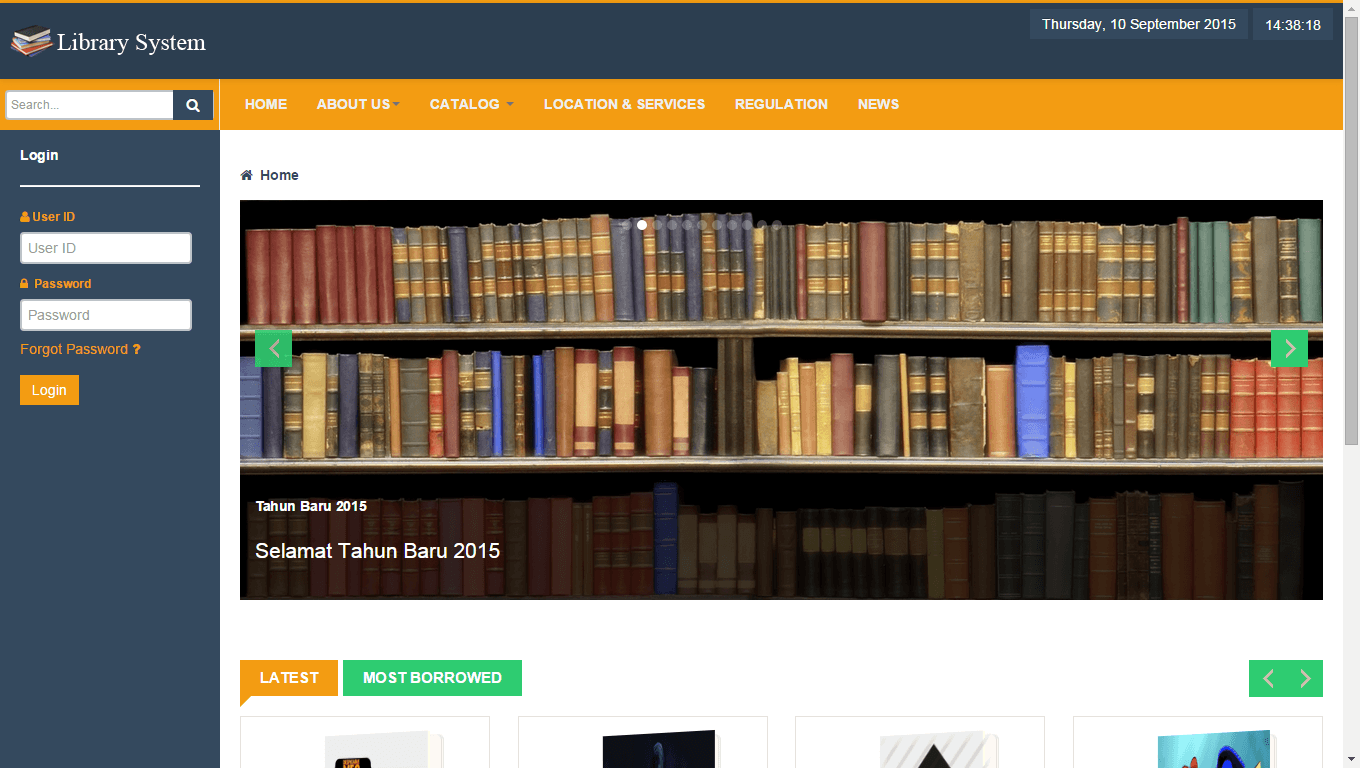 Library System
Thursday, 10 September 2015
14:38:18
Search...
HOME
ABOUT US
CATALOG
LOCATION & SERVICES
REGULATION
NEWS
Login
User ID
User ID
Password
Password
Forgot Password ?
Login
Home
Tahun Baru 2015
Selamat Tahun Baru 2015
LATEST
MOST BORROWED